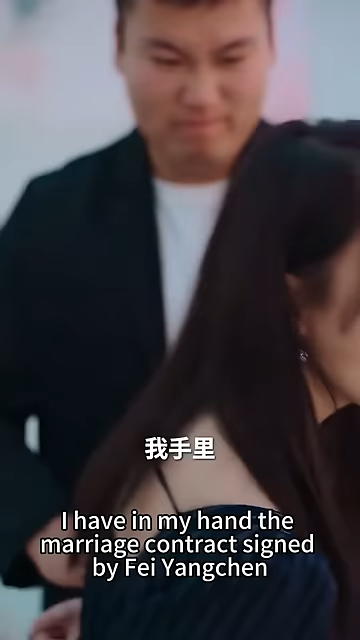 我手里
I have in my hand the
marriage contract signed
by Fei Yangchen